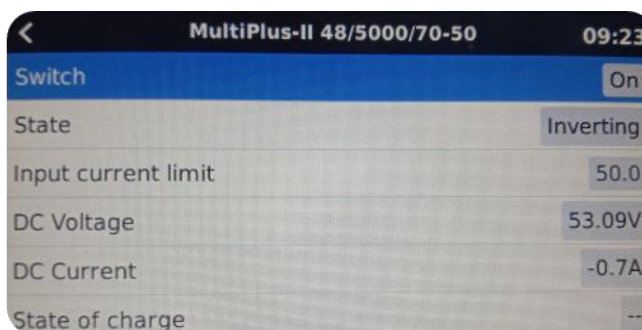 MultiPlus-II 48/5000/70-50 09:23
Switch On
State Inverting
Input current limit 50.0
DC Voltage 53.09V
DC Current -0.7A
State of charge --